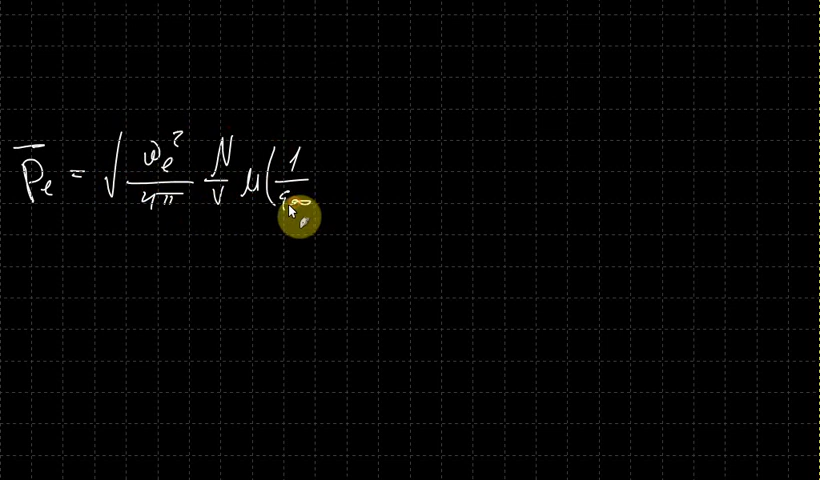 P̅ₑ = √ ωₑ²/4π N/V μ(1/ε∞